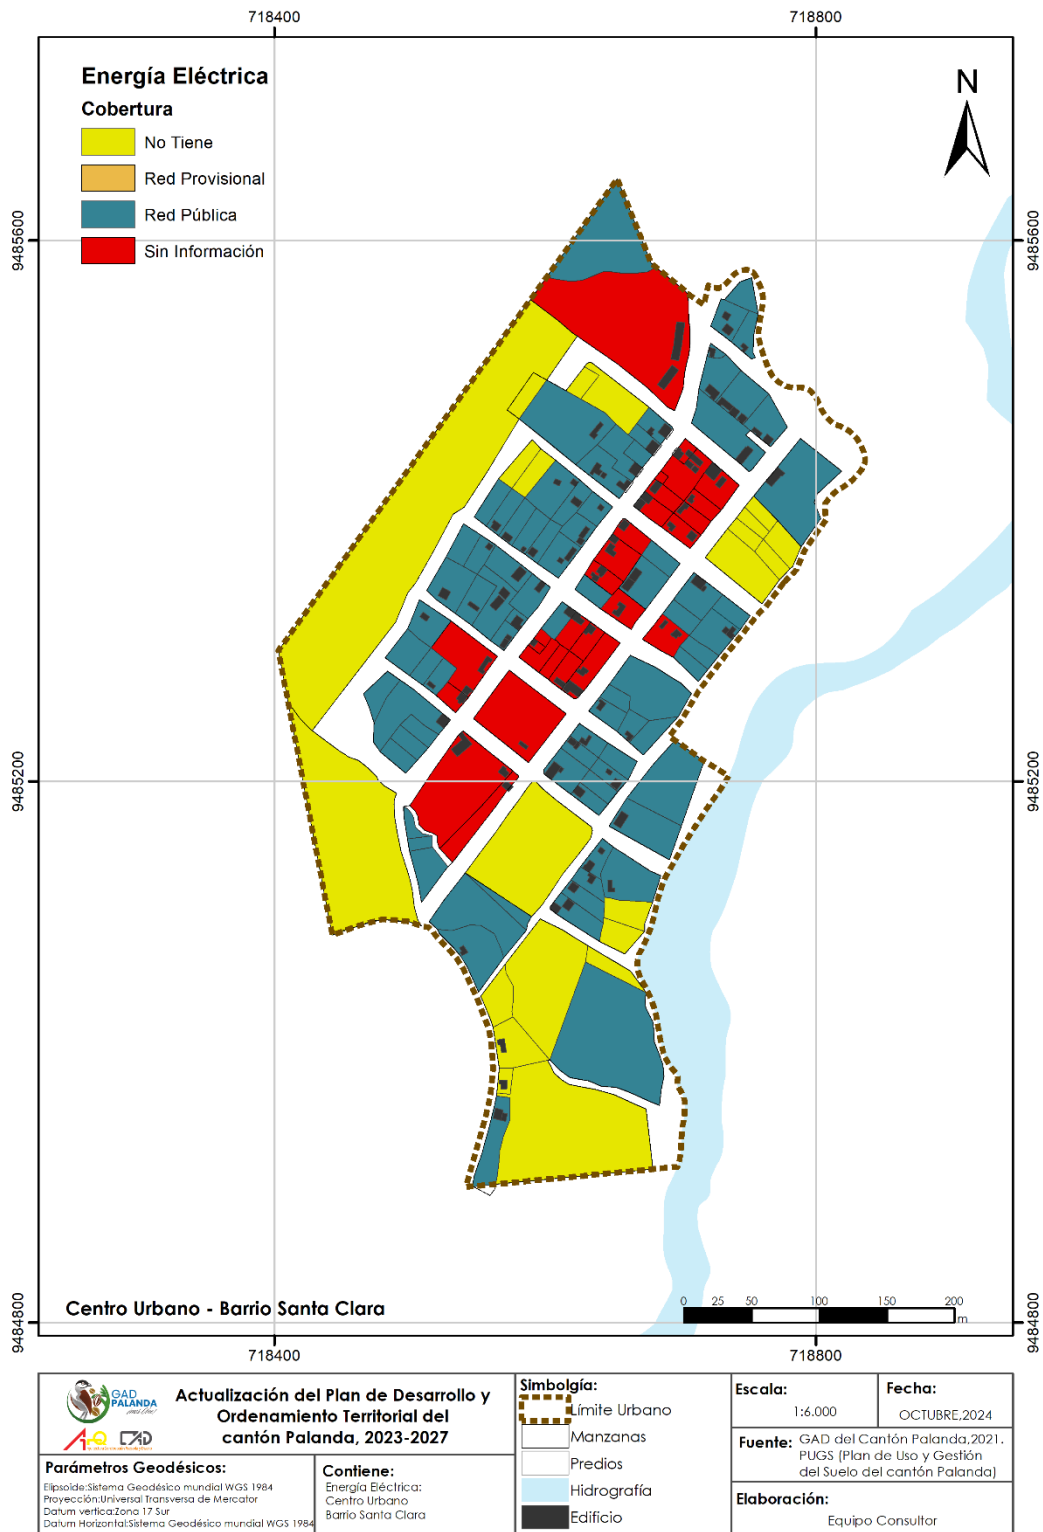 718400
718800
Energía Eléctrica
Cobertura
No Tiene
Red Provisional
Red Pública
Sin Información
N
9485600
9485600
9485200
9485200
9484800
9484800
Centro Urbano - Barrio Santa Clara
0 25 50 100 150 200
m
718400
718800
GAD
PALANDA
Actualización del Plan de Desarrollo y
Ordenamiento Territorial del
cantón Palanda, 2023-2027
Parámetros Geodésicos:
Elipsoide:Sistema Geodésico mundial WGS 1984
Proyección:Universal Transversa de Mercator
Datum vertica:Zona 17 Sur
Datum Horizontal:Sistema Geodésico mundial WGS 1984
Contiene:
Energía Eléctrica:
Centro Urbano
Barrio Santa Clara
Simbolgía:
Límite Urbano
Manzanas
Predios
Hidrografía
Edificio
Escala:
1:6.000
Fecha:
OCTUBRE,2024
Fuente: GAD del Cantón Palanda,2021.
PUGS (Plan de Uso y Gestión
del Suelo del cantón Palanda)
Elaboración:
Equipo Consultor